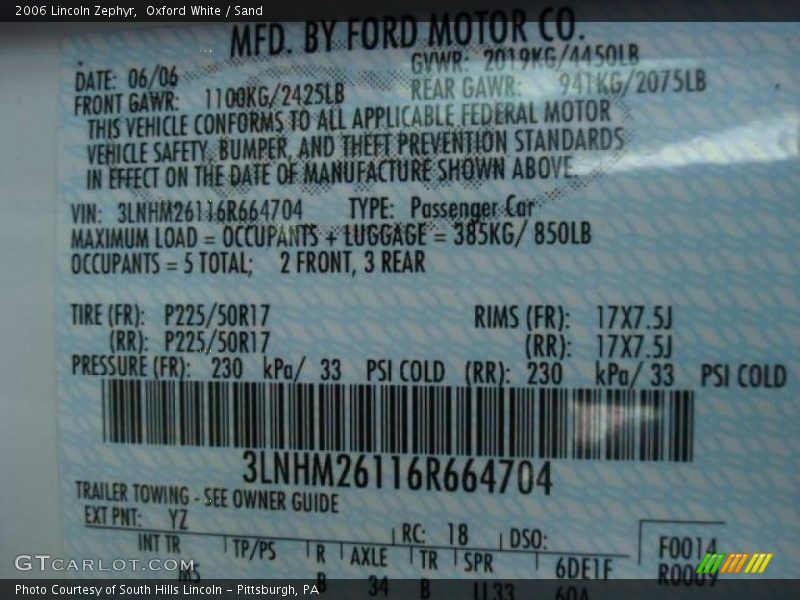 2006 Lincoln Zephyr, Oxford White / Sand
MFD. BY FORD MOTOR CO.
DATE: 06/06 GVWR: 2019KG/4450LB
FRONT GAWR: 1100KG/2425LB REAR GAWR: 941KG/2075LB
THIS VEHICLE CONFORMS TO ALL APPLICABLE FEDERAL MOTOR
VEHICLE SAFETY, BUMPER, AND THEFT PREVENTION STANDARDS
IN EFFECT ON THE DATE OF MANUFACTURE SHOWN ABOVE.
VIN: 3LNHM26116R664704 TYPE: Passenger Car
MAXIMUM LOAD = OCCUPANTS + LUGGAGE = 385KG/ 850LB
OCCUPANTS = 5 TOTAL; 2 FRONT, 3 REAR
TIRE (FR): P225/50R17 RIMS (FR): 17X7.5J
(RR): P225/50R17 (RR): 17X7.5J
PRESSURE (FR): 230 kPa/ 33 PSI COLD (RR): 230 kPa/ 33 PSI COLD
3LNHM26116R664704
TRAILER TOWING - SEE OWNER GUIDE
EXT PNT: YZ RC: 18 DSO:
INT TR TP/PS R AXLE TR SPR 6DE1F F0014
M5 B 34 B LL33 60A R0009
GTcarlot.com
Photo Courtesy of South Hills Lincoln - Pittsburgh, PA